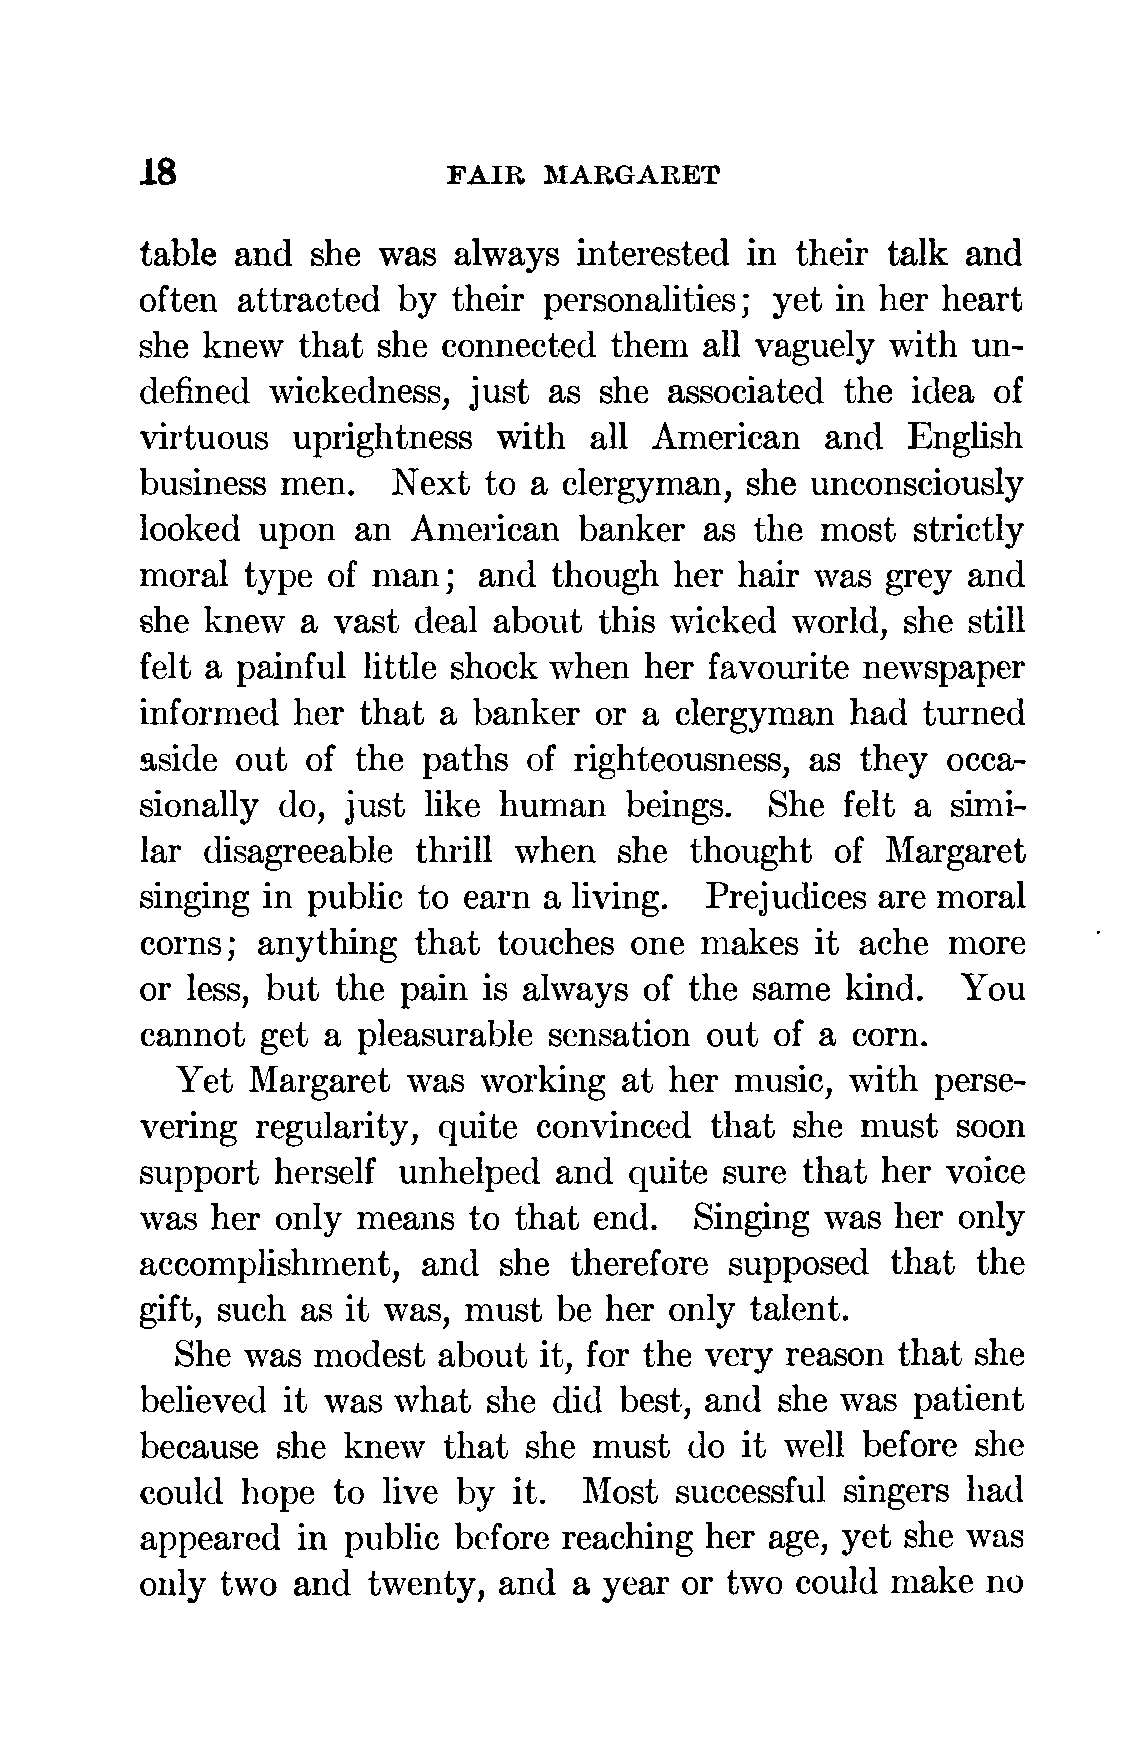 18 FAIR MARGARET
table and she was always interested in their talk and
often attracted by their personalities; yet in her heart
she knew that she connected them all vaguely with un-
defined wickedness, just as she associated the idea of
virtuous uprightness with all American and English
business men. Next to a clergyman, she unconsciously
looked upon an American banker as the most strictly
moral type of man; and though her hair was grey and
she knew a vast deal about this wicked world, she still
felt a painful little shock when her favourite newspaper
informed her that a banker or a clergyman had turned
aside out of the paths of righteousness, as they occa-
sionally do, just like human beings. She felt a simi-
lar disagreeable thrill when she thought of Margaret
singing in public to earn a living. Prejudices are moral
corns; anything that touches one makes it ache more
or less, but the pain is always of the same kind. You
cannot get a pleasurable sensation out of a corn.
Yet Margaret was working at her music, with perse-
vering regularity, quite convinced that she must soon
support herself unhelped and quite sure that her voice
was her only means to that end. Singing was her only
accomplishment, and she therefore supposed that the
gift, such as it was, must be her only talent.
She was modest about it, for the very reason that she
believed it was what she did best, and she was patient
because she knew that she must do it well before she
could hope to live by it. Most successful singers had
appeared in public before reaching her age, yet she was
only two and twenty, and a year or two could make no